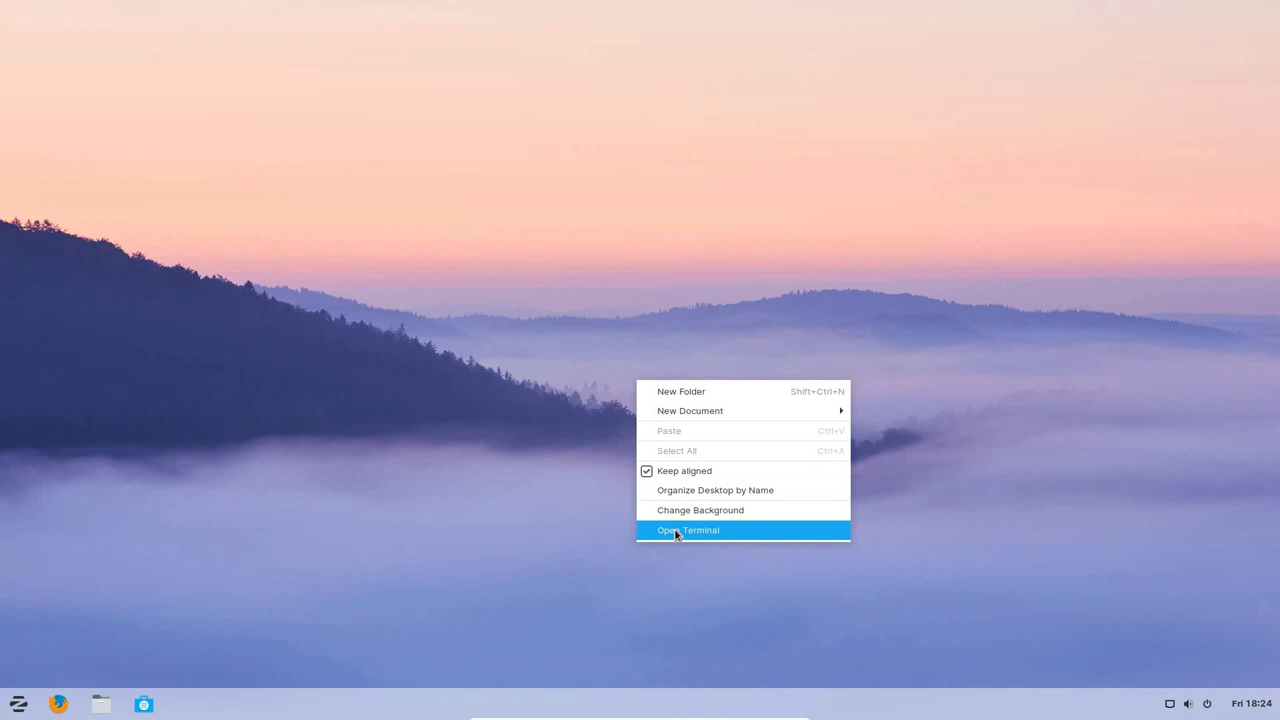 New Folder Shift+Ctrl+N
New Document
Paste Ctrl+V
Select All Ctrl+A
Keep aligned
Organize Desktop by Name
Change Background
Open Terminal
Fri 18:24